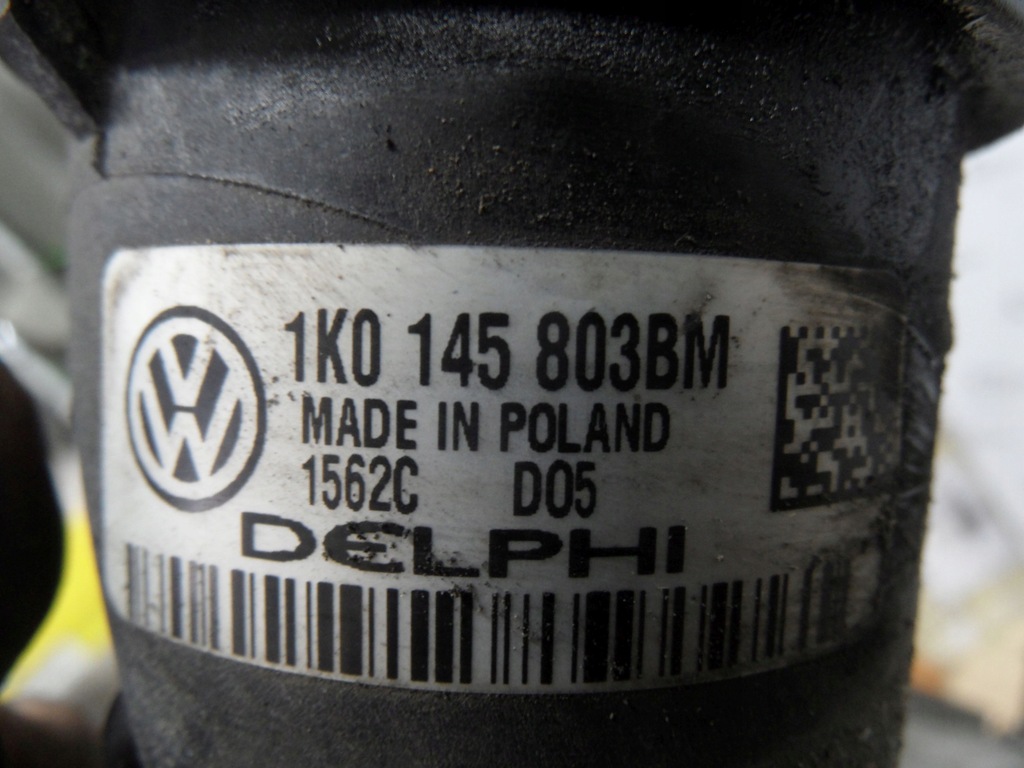 1K0 145 803BM
MADE IN POLAND
1562C D05
DELPHI